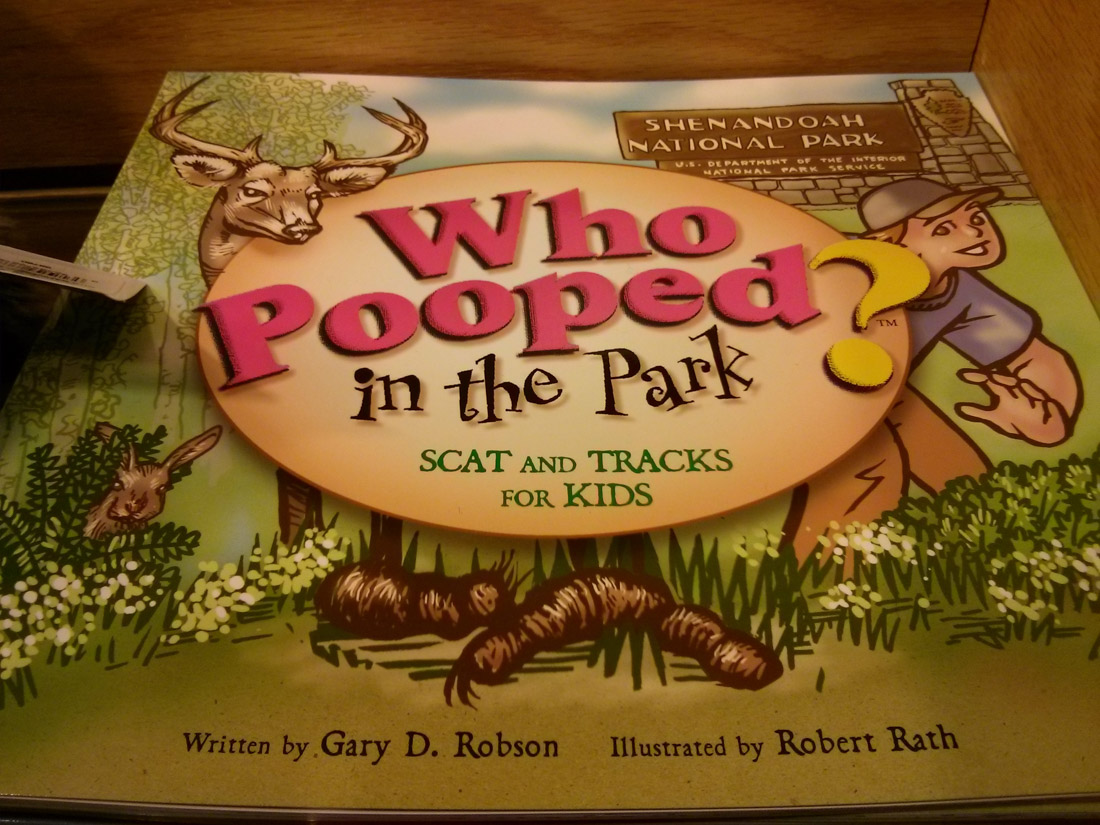 SHENANDOAH
NATIONAL PARK
U.S. DEPARTMENT OF THE INTERIOR
NATIONAL PARK SERVICE
Who
Pooped?™
in the Park
SCAT AND TRACKS
FOR KIDS
Written by Gary D. Robson Illustrated by Robert Rath